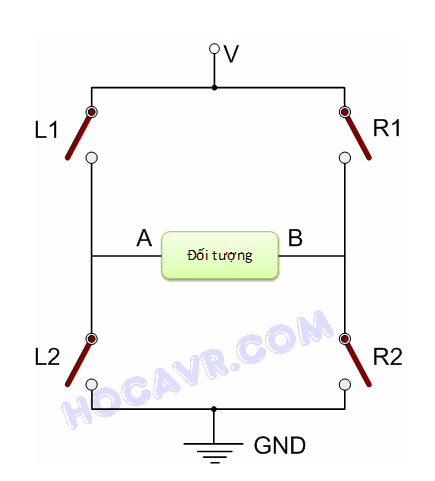 V
L1
R1
A
Đối tượng
B
L2
R2
HOCAVR.COM
GND